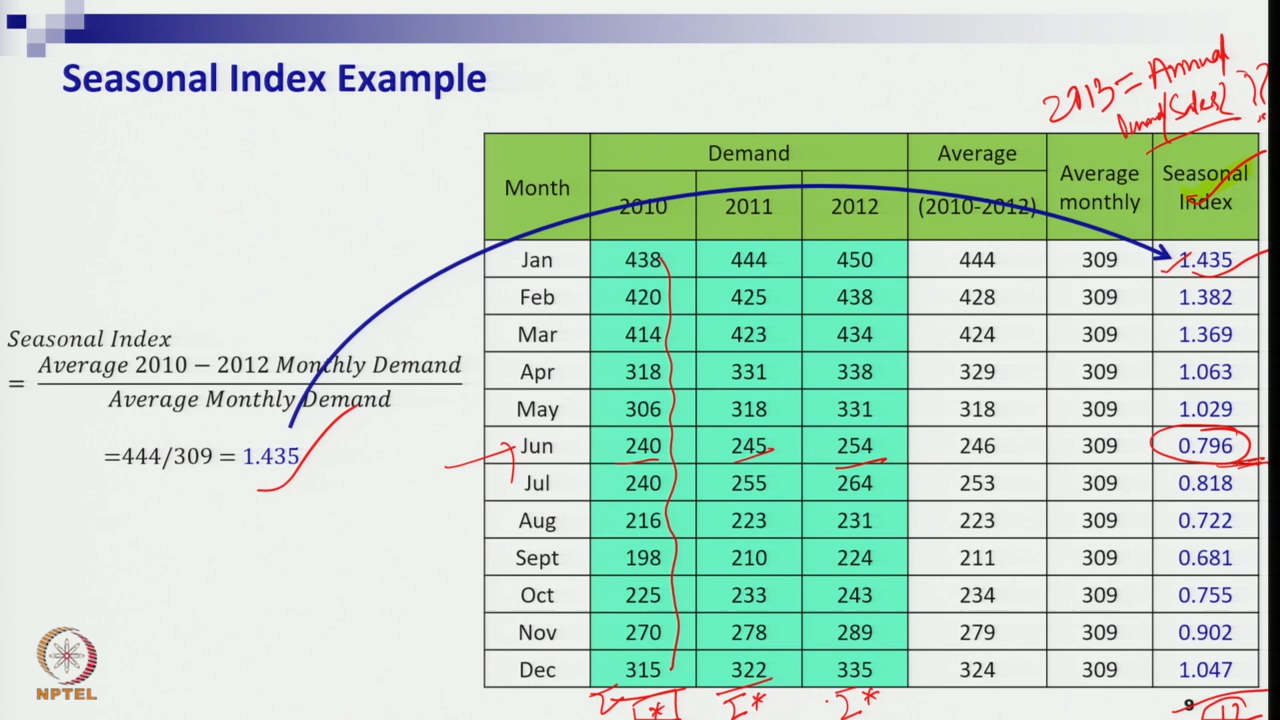 Seasonal Index Example
2013 = Annual
Demand/Sales ??
Month Demand Average Average monthly Seasonal Index
2010 2011 2012 (2010-2012)
Jan 438 444 450 444 309 1.435
Feb 420 425 438 428 309 1.382
Mar 414 423 434 424 309 1.369
Apr 318 331 338 329 309 1.063
May 306 318 331 318 309 1.029
Jun 240 245 254 246 309 0.796
Jul 240 255 264 253 309 0.818
Aug 216 223 231 223 309 0.722
Sept 198 210 224 211 309 0.681
Oct 225 233 243 234 309 0.755
Nov 270 278 289 279 309 0.902
Dec 315 322 335 324 309 1.047
Seasonal Index
= Average 2010 − 2012 Monthly Demand
Average Monthly Demand
=444/309 = 1.435
Σ* Σ* Σ*
NPTEL
9
12